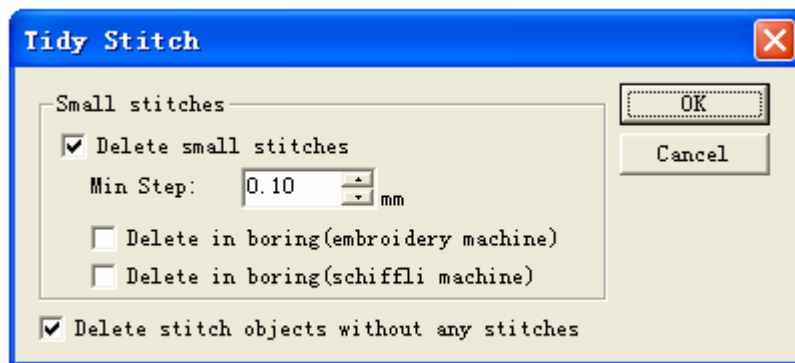 Tidy Stitch
Small stitches
OK
Delete small stitches
Cancel
Min Step: 0.10 mm
Delete in boring(embroidery machine)
Delete in boring(schiffli machine)
Delete stitch objects without any stitches